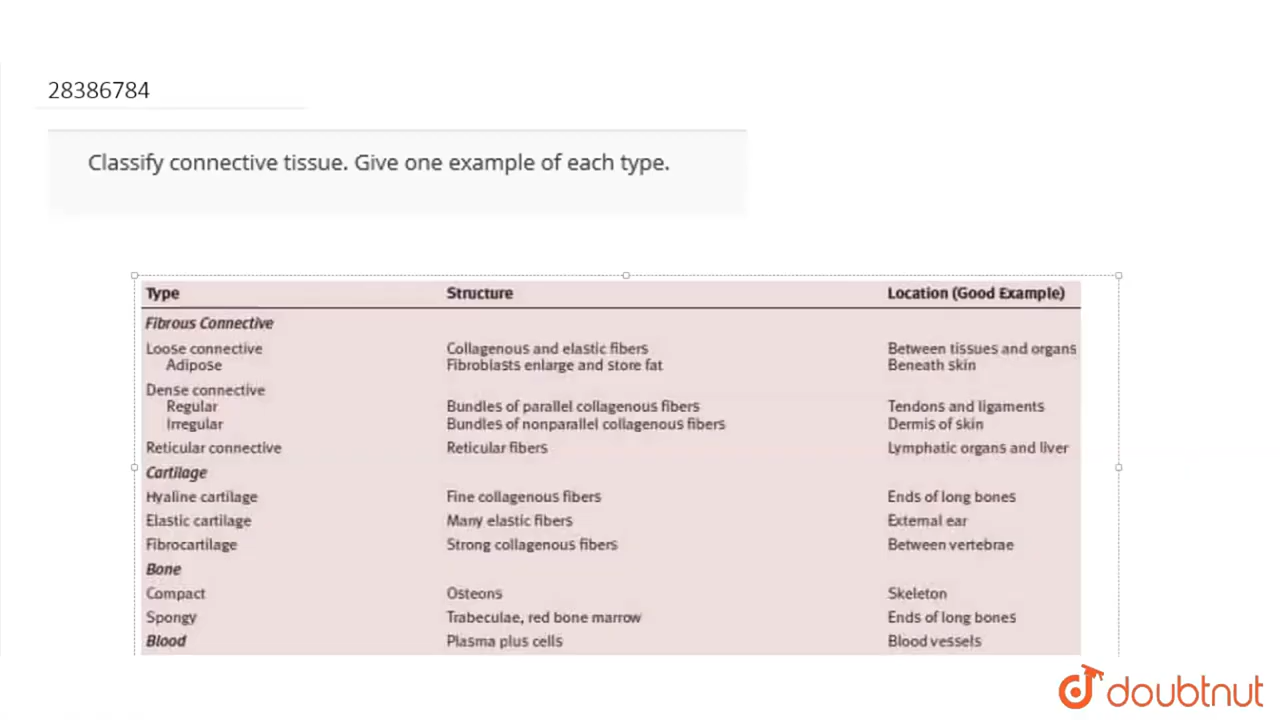 28386784
Classify connective tissue. Give one example of each type.
Type Structure Location (Good Example)
Fibrous Connective
Loose connective Collagenous and elastic fibers Between tissues and organs
Adipose Fibroblasts enlarge and store fat Beneath skin
Dense connective
Regular Bundles of parallel collagenous fibers Tendons and ligaments
Irregular Bundles of nonparallel collagenous fibers Dermis of skin
Reticular connective Reticular fibers Lymphatic organs and liver
Cartilage
Hyaline cartilage Fine collagenous fibers Ends of long bones
Elastic cartilage Many elastic fibers External ear
Fibrocartilage Strong collagenous fibers Between vertebrae
Bone
Compact Osteons Skeleton
Spongy Trabeculae, red bone marrow Ends of long bones
Blood Plasma plus cells Blood vessels
doubtnut